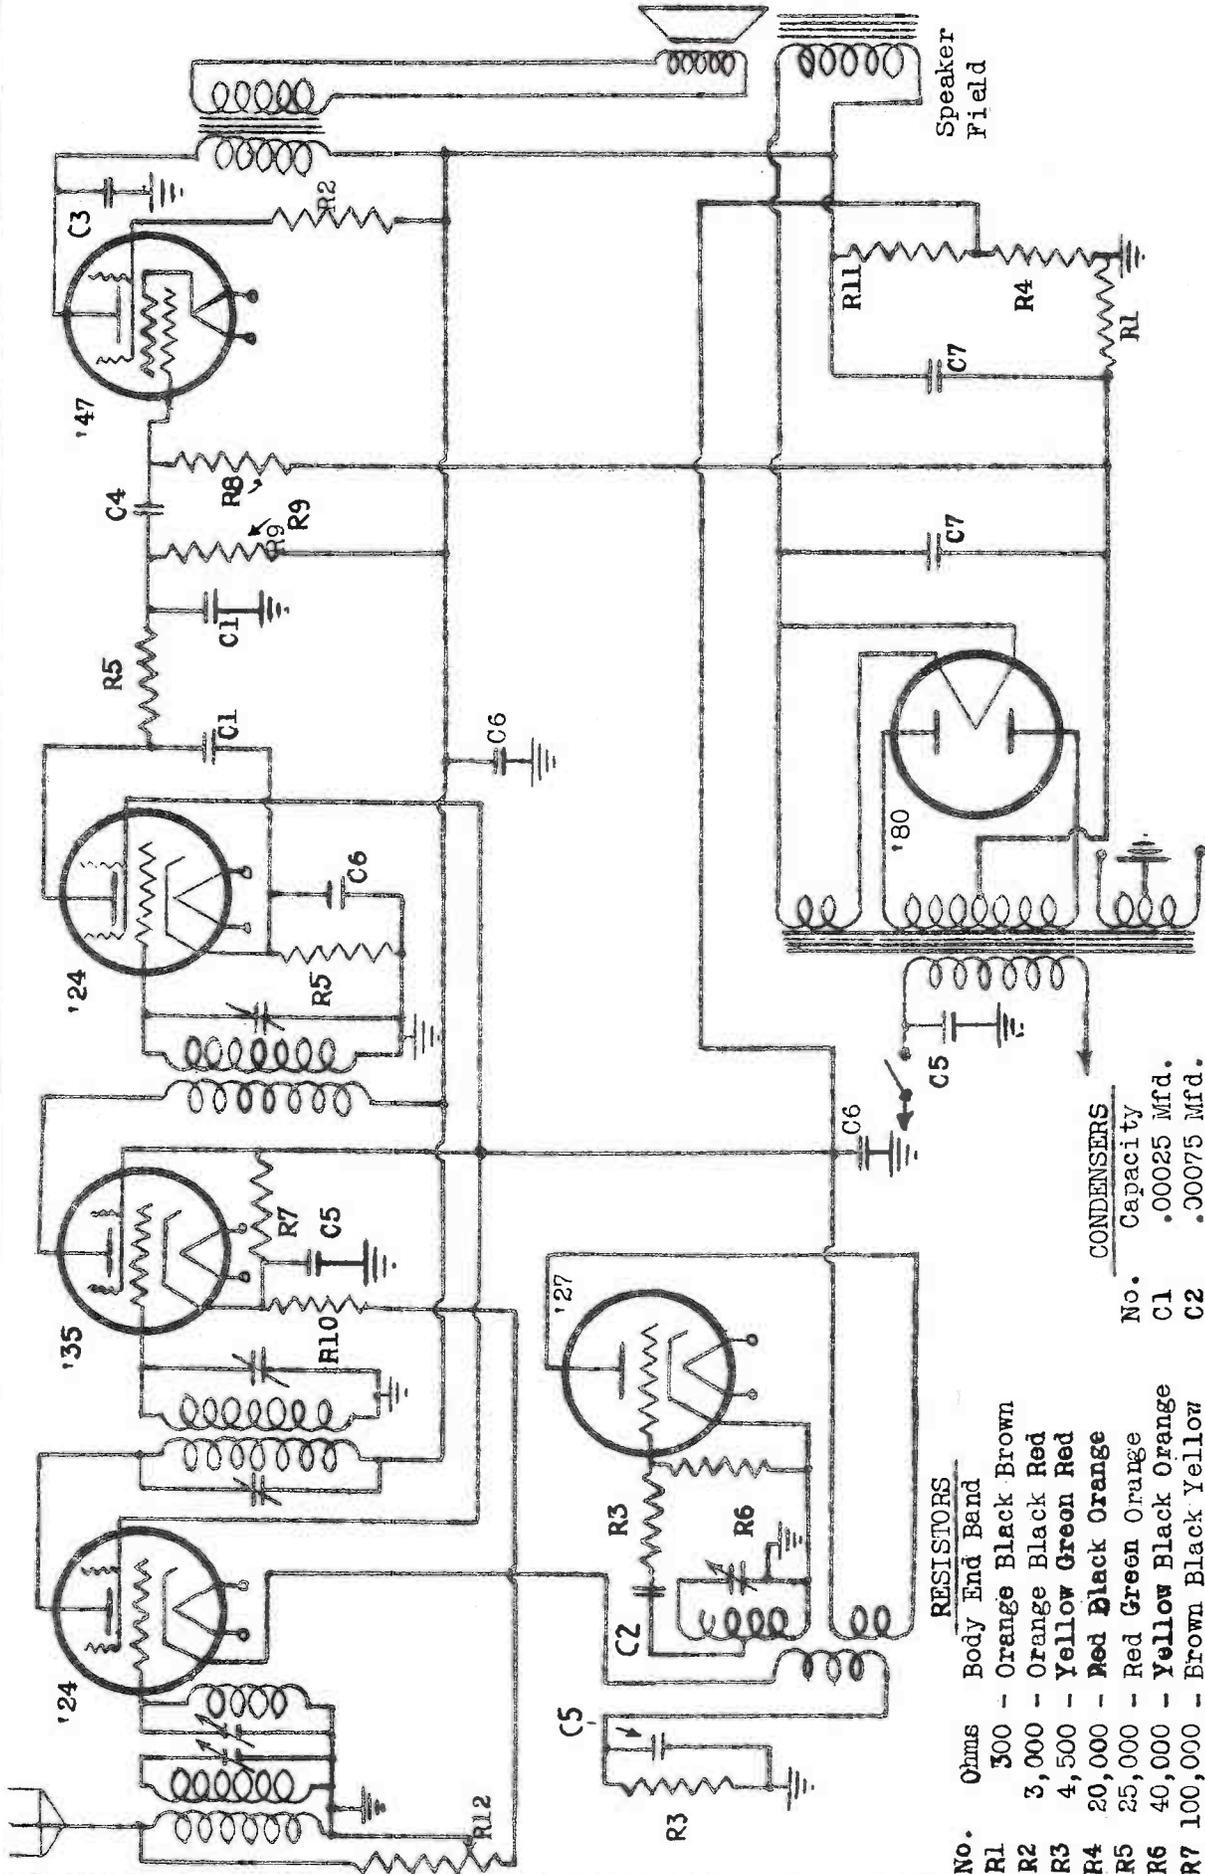 Speaker
Field
C3
R2
'47
R11
R4
R1
C7
C4
R8
R9
R9
C7
C1
R5
C1
C6
'24
C6
R5
'80
'35
R7
C5
R10
C6
C5
'24
'27
R3
R6
C2
C5
R3
R12
RESISTORS
No. Ohms Body End Band
R1 300 - Orange Black Brown
R2 3,000 - Orange Black Red
R3 4,500 - Yellow Green Red
R4 20,000 - Red Black Orange
R5 25,000 - Red Green Orange
R6 40,000 - Yellow Black Orange
R7 100,000 - Brown Black Yellow
CONDENSERS
No. Capacity
C1 .00025 Mfd.
C2 .00075 Mfd.